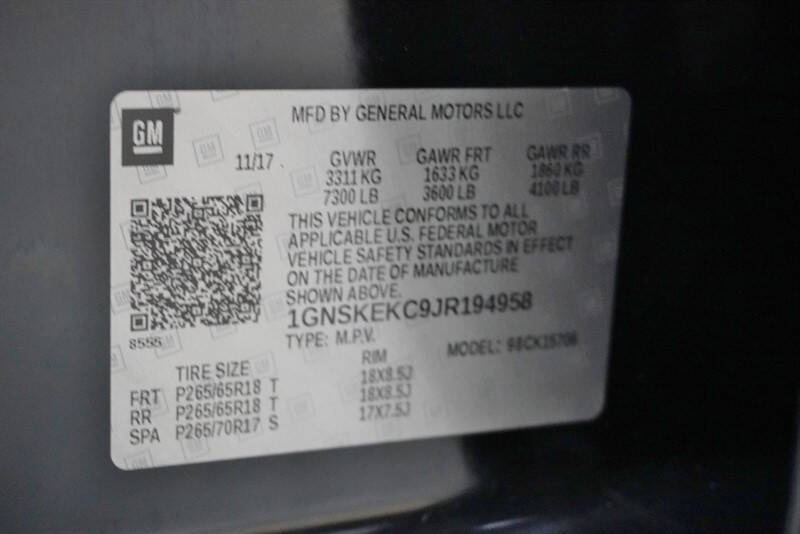 GM
MFD BY GENERAL MOTORS LLC
11/17 GVWR GAWR FRT GAWR RR
3311 KG 1633 KG 1860 KG
7300 LB 3600 LB 4100 LB
THIS VEHICLE CONFORMS TO ALL
APPLICABLE U.S. FEDERAL MOTOR
VEHICLE SAFETY STANDARDS IN EFFECT
ON THE DATE OF MANUFACTURE
SHOWN ABOVE.
1GNSKEKC9JR194958
8555
TYPE: M.P.V. MODEL:
TIRE SIZE RIM
FRT P265/65R18 T 18X8.5J
RR P265/65R18 T 18X8.5J
SPA P265/70R17 S 17X7.5J